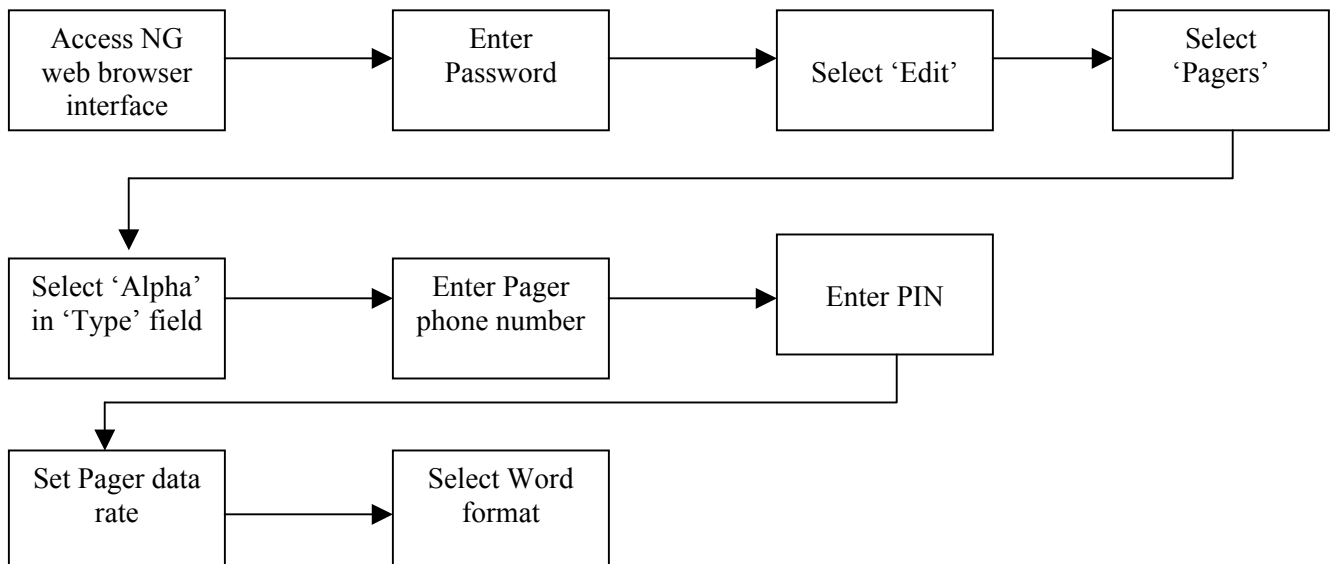 Access NG
web browser
interface
Enter
Password
Select ‘Edit’
Select
‘Pagers’
Select ‘Alpha’
in ‘Type’ field
Enter Pager
phone number
Enter PIN
Set Pager data
rate
Select Word
format